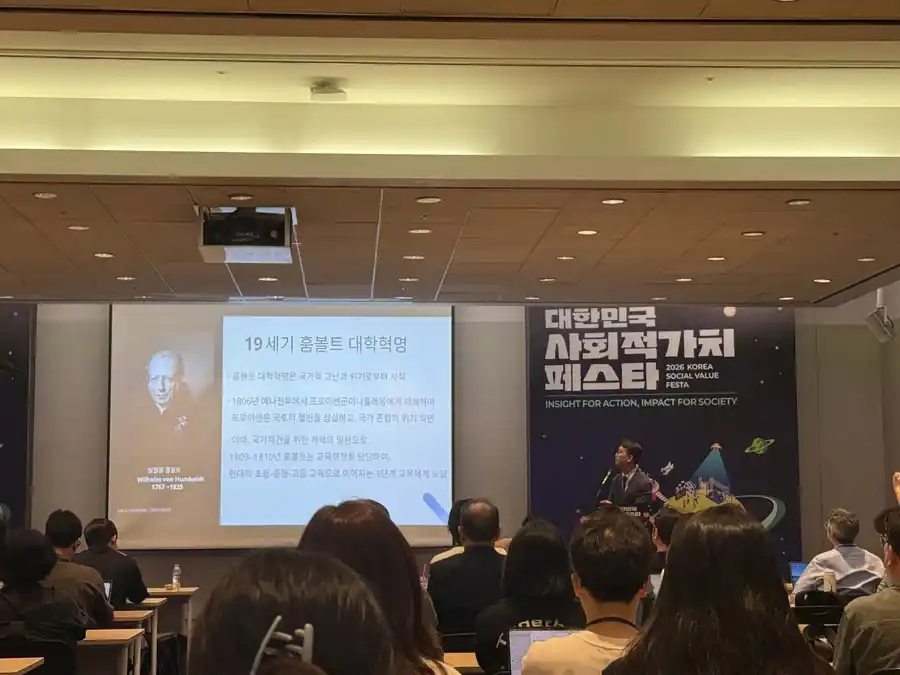 19세기 훔볼트 대학혁명
· 훔볼트 대학혁명은 국가적 고난과 위기로부터 시작
· 1806년 예나전투에서 프로이센군이 나폴레옹에게 패배하며
프로이센은 국토의 절반을 상실하고, 국가 존립의 위기 직면
이때, 국가재건을 위한 개혁의 일환으로
1809~1810년 훔볼트는 교육행정을 담당하며,
현대의 초등-중등-고등 교육으로 이어지는 3단계 교육체계 도입
빌헬름 폰 훔볼트
Wilhelm von Humboldt
1767 ~1835
대한민국
사회적가치
페스타
2026 KOREA
SOCIAL VALUE
FESTA
INSIGHT FOR ACTION, IMPACT FOR SOCIETY